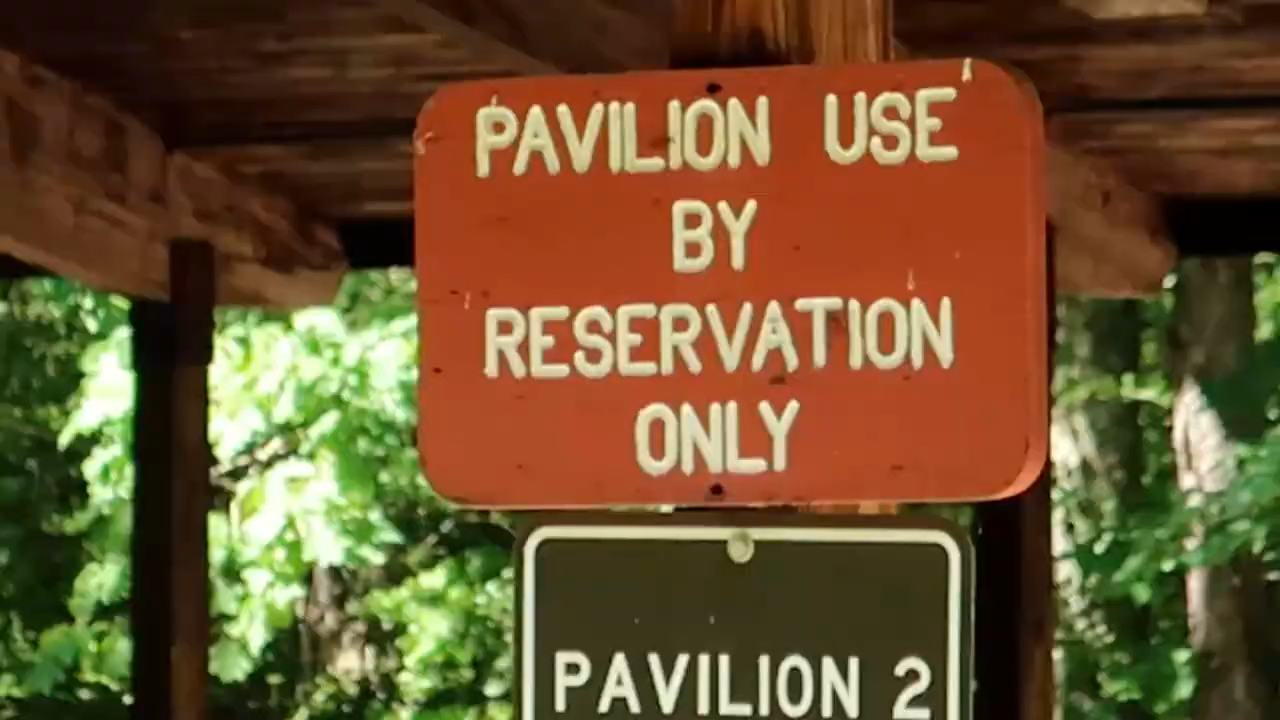 PAVILION USE
BY
RESERVATION
ONLY
PAVILION 2